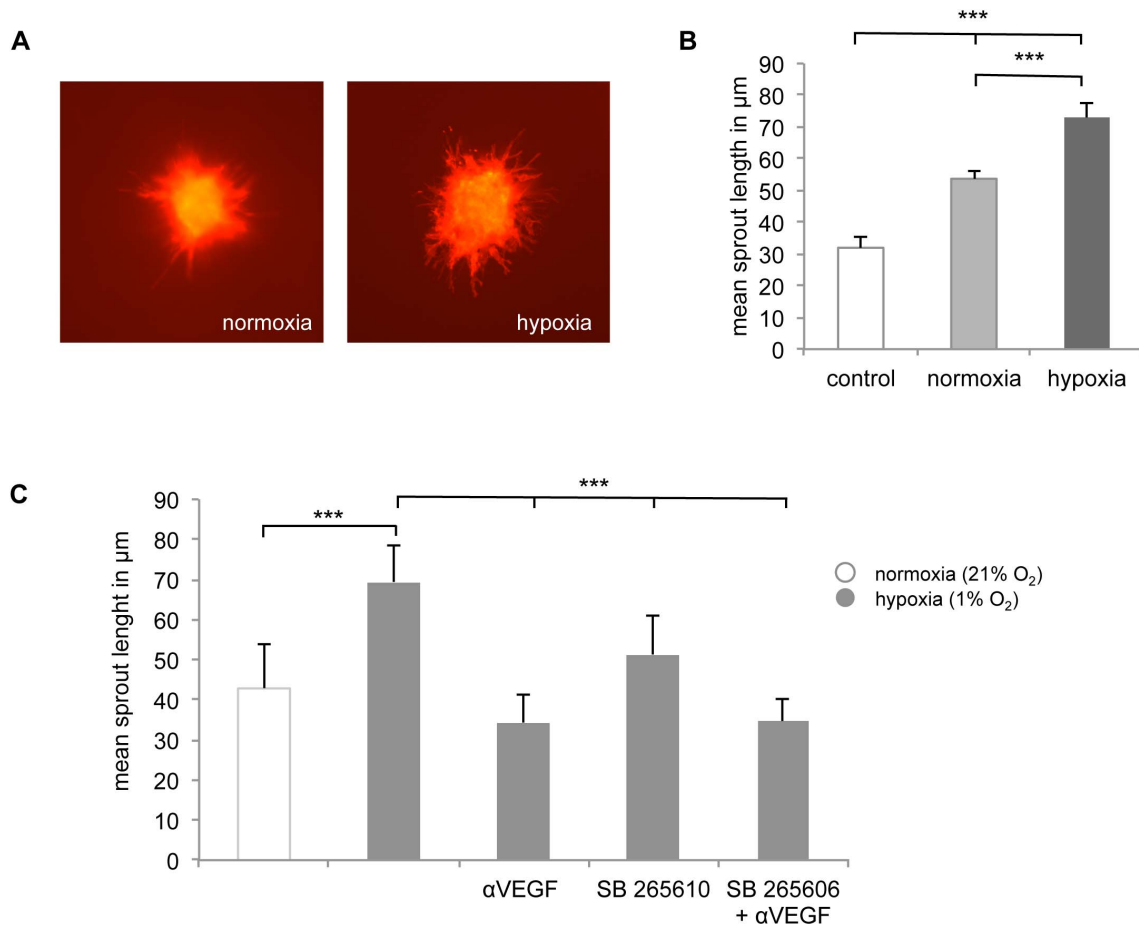 A
normoxia
hypoxia
B
***
***
mean sprout length in µm
90
80
70
60
50
40
30
20
10
0
control normoxia hypoxia
C
***
***
mean sprout lenght in µm
90
80
70
60
50
40
30
20
10
0
normoxia (21% O₂)
hypoxia (1% O₂)
αVEGF SB 265610 SB 265606
+ αVEGF